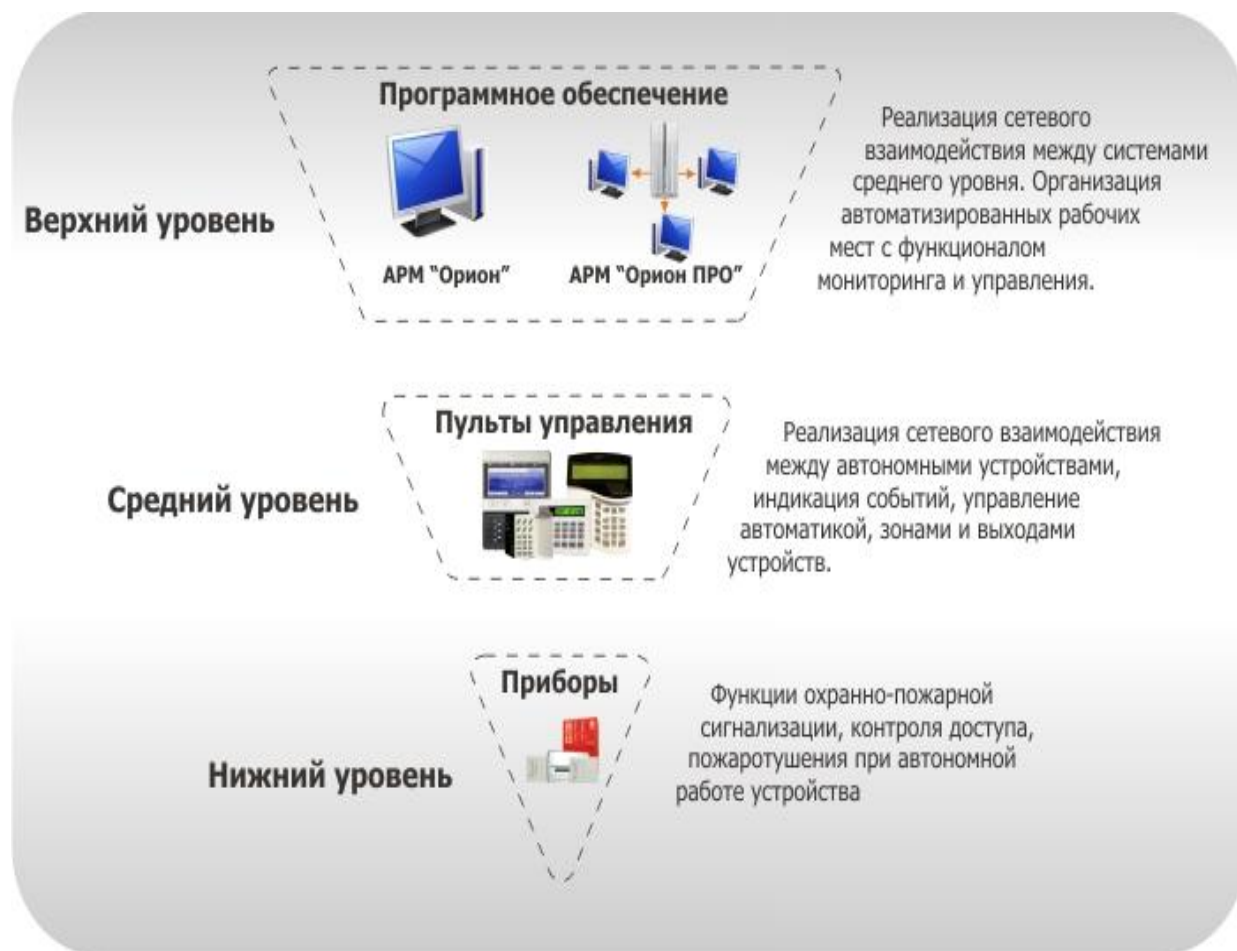 Программное обеспечение
АРМ "Орион"
АРМ "Орион ПРО"
Верхний уровень
Реализация сетевого
взаимодействия между системами
среднего уровня. Организация
автоматизированных рабочих
мест с функционалом
мониторинга и управления.
Пульты управления
Средний уровень
Реализация сетевого взаимодействия
между автономными устройствами,
индикация событий, управление
автоматикой, зонами и выходами
устройств.
Приборы
Нижний уровень
Функции охранно-пожарной
сигнализации, контроля доступа,
пожаротушения при автономной
работе устройства